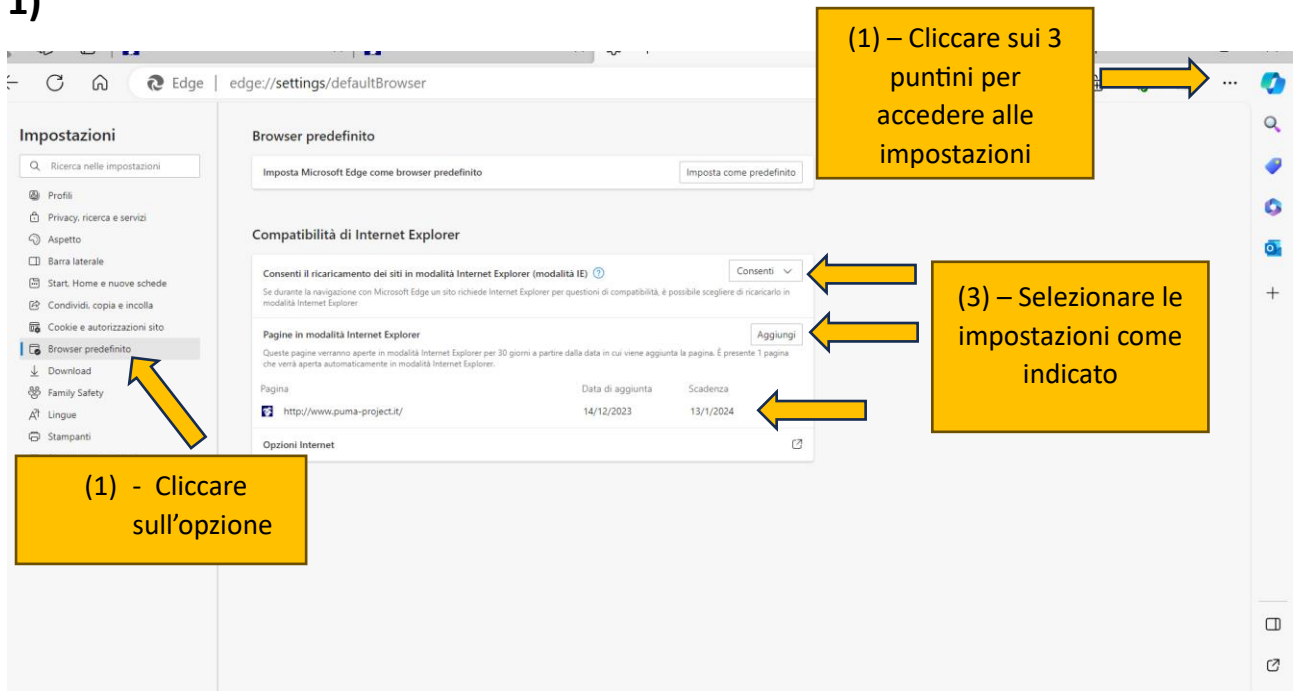 1)
(1) – Cliccare sui 3
puntini per
accedere alle
impostazioni
Edge | edge://settings/defaultBrowser
Impostazioni
Ricerca nelle impostazioni
Profili
Privacy, ricerca e servizi
Aspetto
Barra laterale
Start, Home e nuove schede
Condividi, copia e incolla
Cookie e autorizzazioni sito
Browser predefinito
Download
Family Safety
Lingue
Stampanti
(1) - Cliccare
sull'opzione
Browser predefinito
Imposta Microsoft Edge come browser predefinito Imposta come predefinito
Compatibilità di Internet Explorer
Consenti il ricaricamento dei siti in modalità Internet Explorer (modalità IE) Consenti
Se durante la navigazione con Microsoft Edge un sito richiede Internet Explorer per questioni di compatibilità, è possibile scegliere di ricaricarlo in
modalità Internet Explorer
Pagine in modalità Internet Explorer Aggiungi
Queste pagine verranno aperte in modalità Internet Explorer per 30 giorni a partire dalla data in cui viene aggiunta la pagina. È presente 1 pagina
che verrà aperta automaticamente in modalità Internet Explorer.
Pagina Data di aggiunta Scadenza
http://www.puma-project.it/ 14/12/2023 13/1/2024
Opzioni Internet
(3) – Selezionare le
impostazioni come
indicato